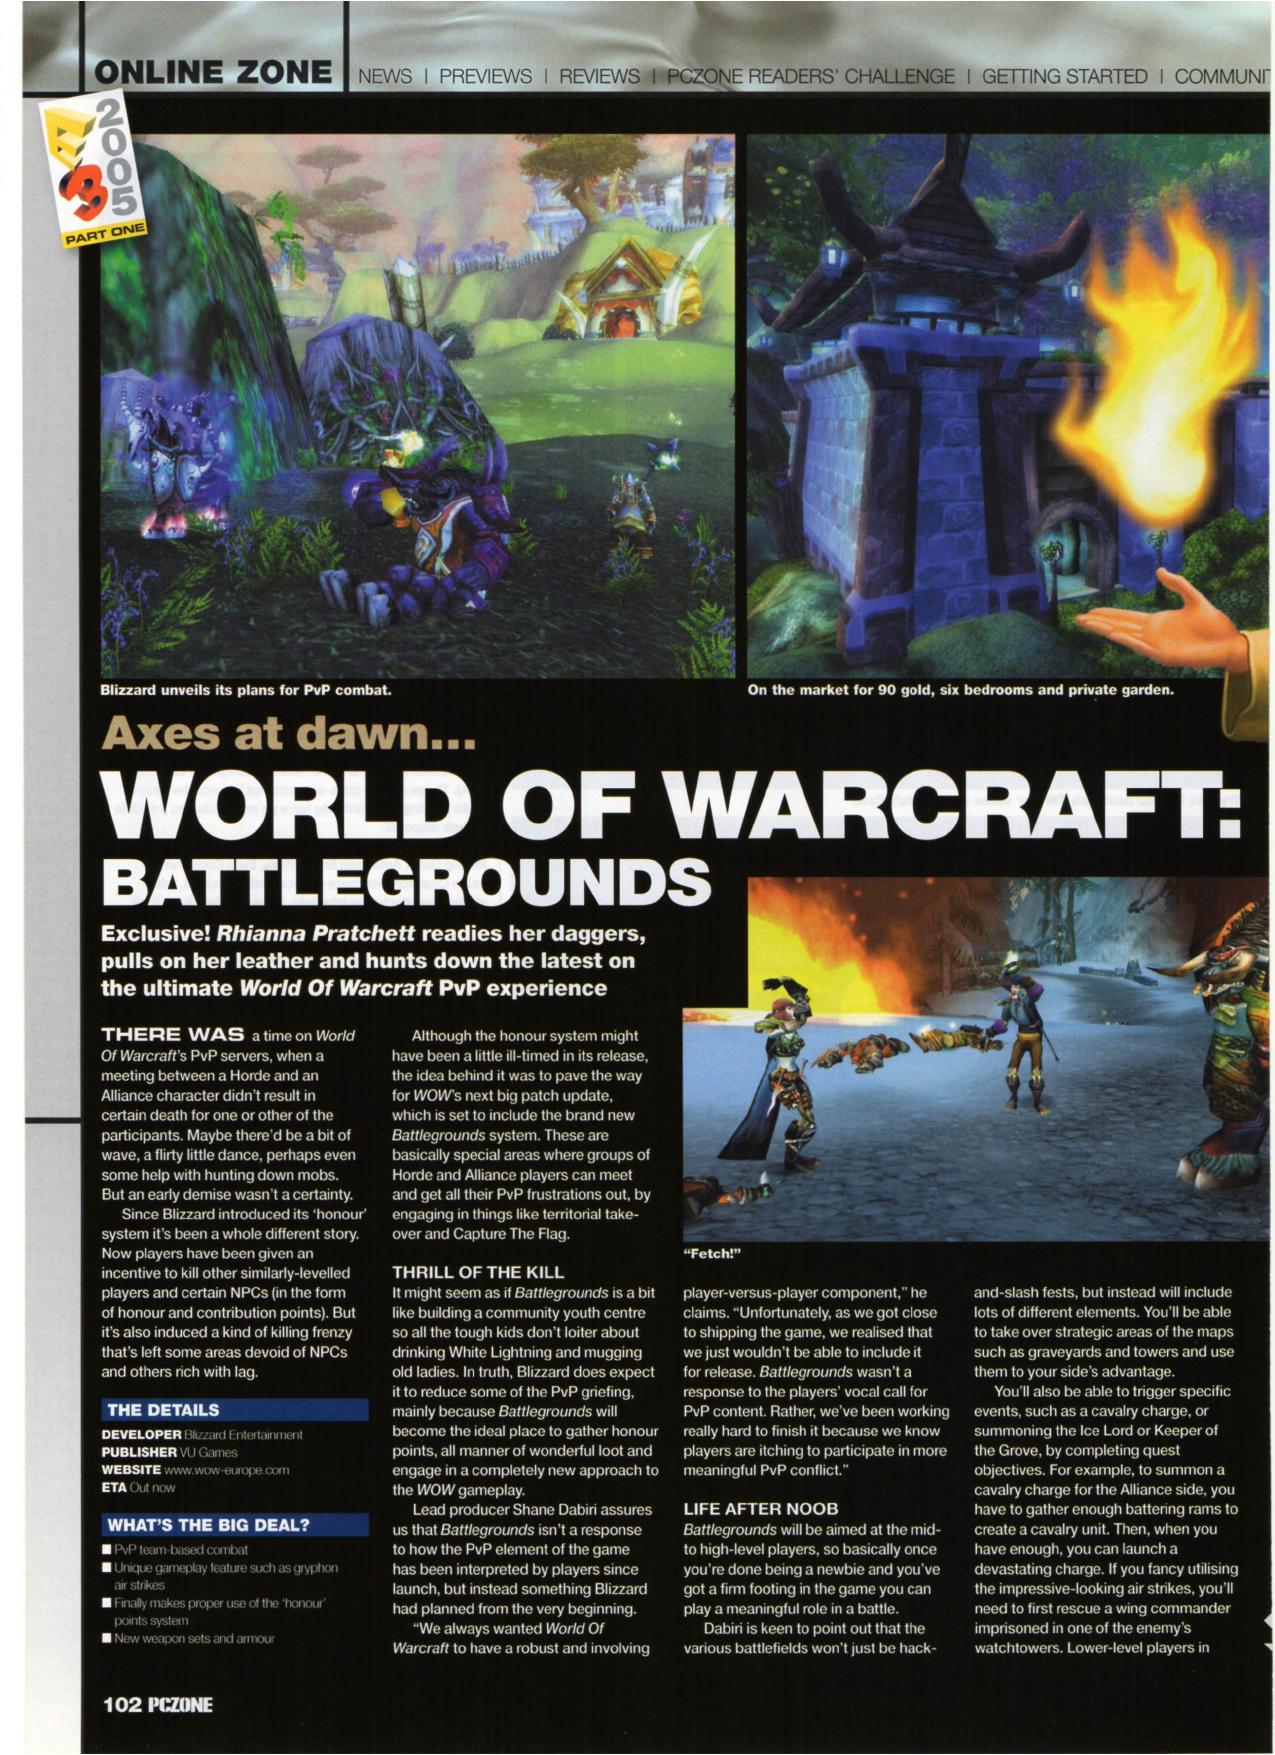 ONLINE ZONE
NEWS | PREVIEWS | REVIEWS | PCZONE READERS' CHALLENGE | GETTING STARTED | COMMUNI
E3
2005
PART ONE
Blizzard unveils its plans for PvP combat.
On the market for 90 gold, six bedrooms and private garden.
Axes at dawn...
WORLD OF WARCRAFT:
BATTLEGROUNDS
Exclusive! Rhianna Pratchett readies her daggers,
pulls on her leather and hunts down the latest on
the ultimate World Of Warcraft PvP experience
THERE WAS a time on World
Of Warcraft's PvP servers, when a
meeting between a Horde and an
Alliance character didn't result in
certain death for one or other of the
participants. Maybe there'd be a bit of
wave, a flirty little dance, perhaps even
some help with hunting down mobs.
But an early demise wasn't a certainty.
Since Blizzard introduced its 'honour'
system it's been a whole different story.
Now players have been given an
incentive to kill other similarly-levelled
players and certain NPCs (in the form
of honour and contribution points). But
it's also induced a kind of killing frenzy
that's left some areas devoid of NPCs
and others rich with lag.
THE DETAILS
DEVELOPER Blizzard Entertainment
PUBLISHER VU Games
WEBSITE www.wow-europe.com
ETA Out now
WHAT'S THE BIG DEAL?
■ PvP team-based combat
■ Unique gameplay feature such as gryphon
air strikes
■ Finally makes proper use of the 'honour'
points system
■ New weapon sets and armour
Although the honour system might
have been a little ill-timed in its release,
the idea behind it was to pave the way
for WOW's next big patch update,
which is set to include the brand new
Battlegrounds system. These are
basically special areas where groups of
Horde and Alliance players can meet
and get all their PvP frustrations out, by
engaging in things like territorial take-
over and Capture The Flag.
THRILL OF THE KILL
It might seem as if Battlegrounds is a bit
like building a community youth centre
so all the tough kids don't loiter about
drinking White Lightning and mugging
old ladies. In truth, Blizzard does expect
it to reduce some of the PvP griefing,
mainly because Battlegrounds will
become the ideal place to gather honour
points, all manner of wonderful loot and
engage in a completely new approach to
the WOW gameplay.
Lead producer Shane Dabiri assures
us that Battlegrounds isn't a response
to how the PvP element of the game
has been interpreted by players since
launch, but instead something Blizzard
had planned from the very beginning.
"We always wanted World Of
Warcraft to have a robust and involving
"Fetch!"
player-versus-player component," he
claims. "Unfortunately, as we got close
to shipping the game, we realised that
we just wouldn't be able to include it
for release. Battlegrounds wasn't a
response to the players' vocal call for
PvP content. Rather, we've been working
really hard to finish it because we know
players are itching to participate in more
meaningful PvP conflict."
LIFE AFTER NOOB
Battlegrounds will be aimed at the mid-
to high-level players, so basically once
you're done being a newbie and you've
got a firm footing in the game you can
play a meaningful role in a battle.
Dabiri is keen to point out that the
various battlefields won't just be hack-
and-slash fests, but instead will include
lots of different elements. You'll be able
to take over strategic areas of the maps
such as graveyards and towers and use
them to your side's advantage.
You'll also be able to trigger specific
events, such as a cavalry charge, or
summoning the Ice Lord or Keeper of
the Grove, by completing quest
objectives. For example, to summon a
cavalry charge for the Alliance side, you
have to gather enough battering rams to
create a cavalry unit. Then, when you
have enough, you can launch a
devastating charge. If you fancy utilising
the impressive-looking air strikes, you'll
need to first rescue a wing commander
imprisoned in one of the enemy's
watchtowers. Lower-level players in
102 PCZONE